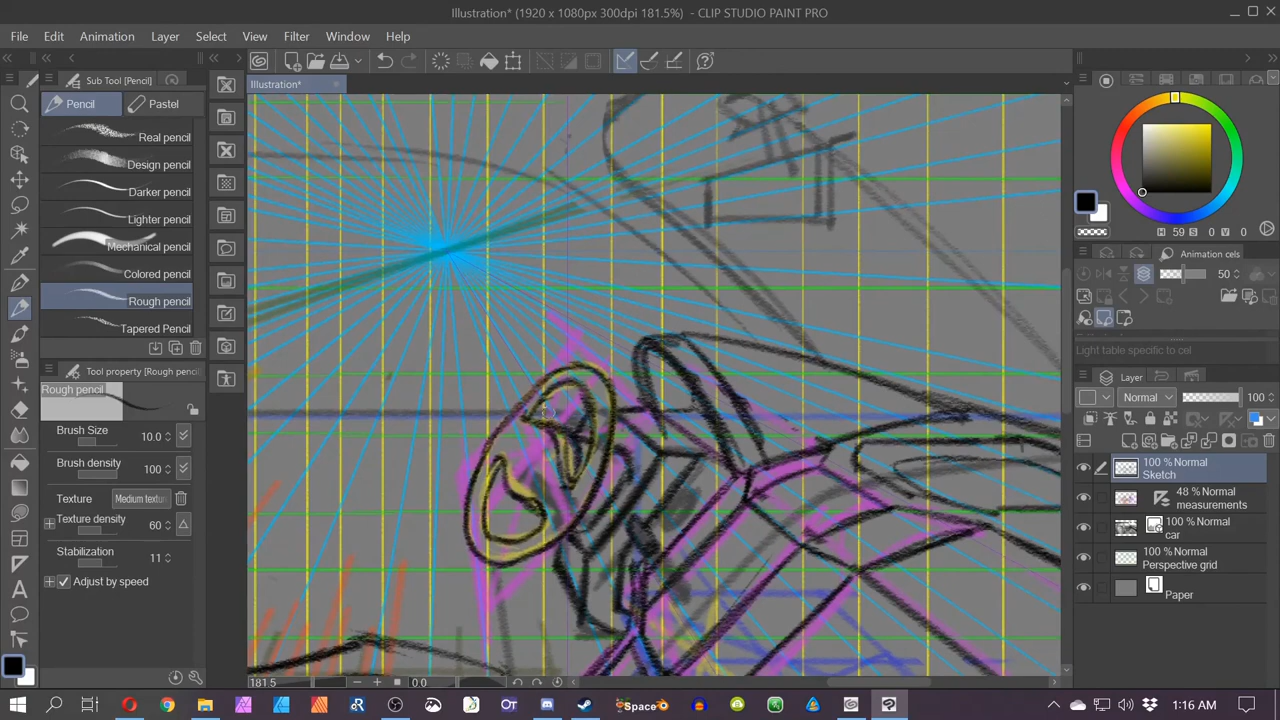 Illustration* (1920 x 1080px 300dpi 181.5%) - CLIP STUDIO PAINT PRO
File Edit Animation Layer Select View Filter Window Help
Sub Tool [Pencil]
Illustration*
Pencil Pastel
Real pencil
Design pencil
Darker pencil
Lighter pencil
Mechanical pencil
Colored pencil
Rough pencil
Tapered Pencil
Tool property [Rough pencil]
Rough pencil
Brush Size 10.0
Brush density 100
Texture Medium textur
Texture density 60
Stabilization 11
Adjust by speed
181.5 0.0
H 59 S 0 V 0
Animation cels
50
Light table specific to cel
Layer
Normal 100
100 % Normal
Sketch
48 % Normal
measurements
100 % Normal
car
100 % Normal
Perspective grid
Paper
1:16 AM